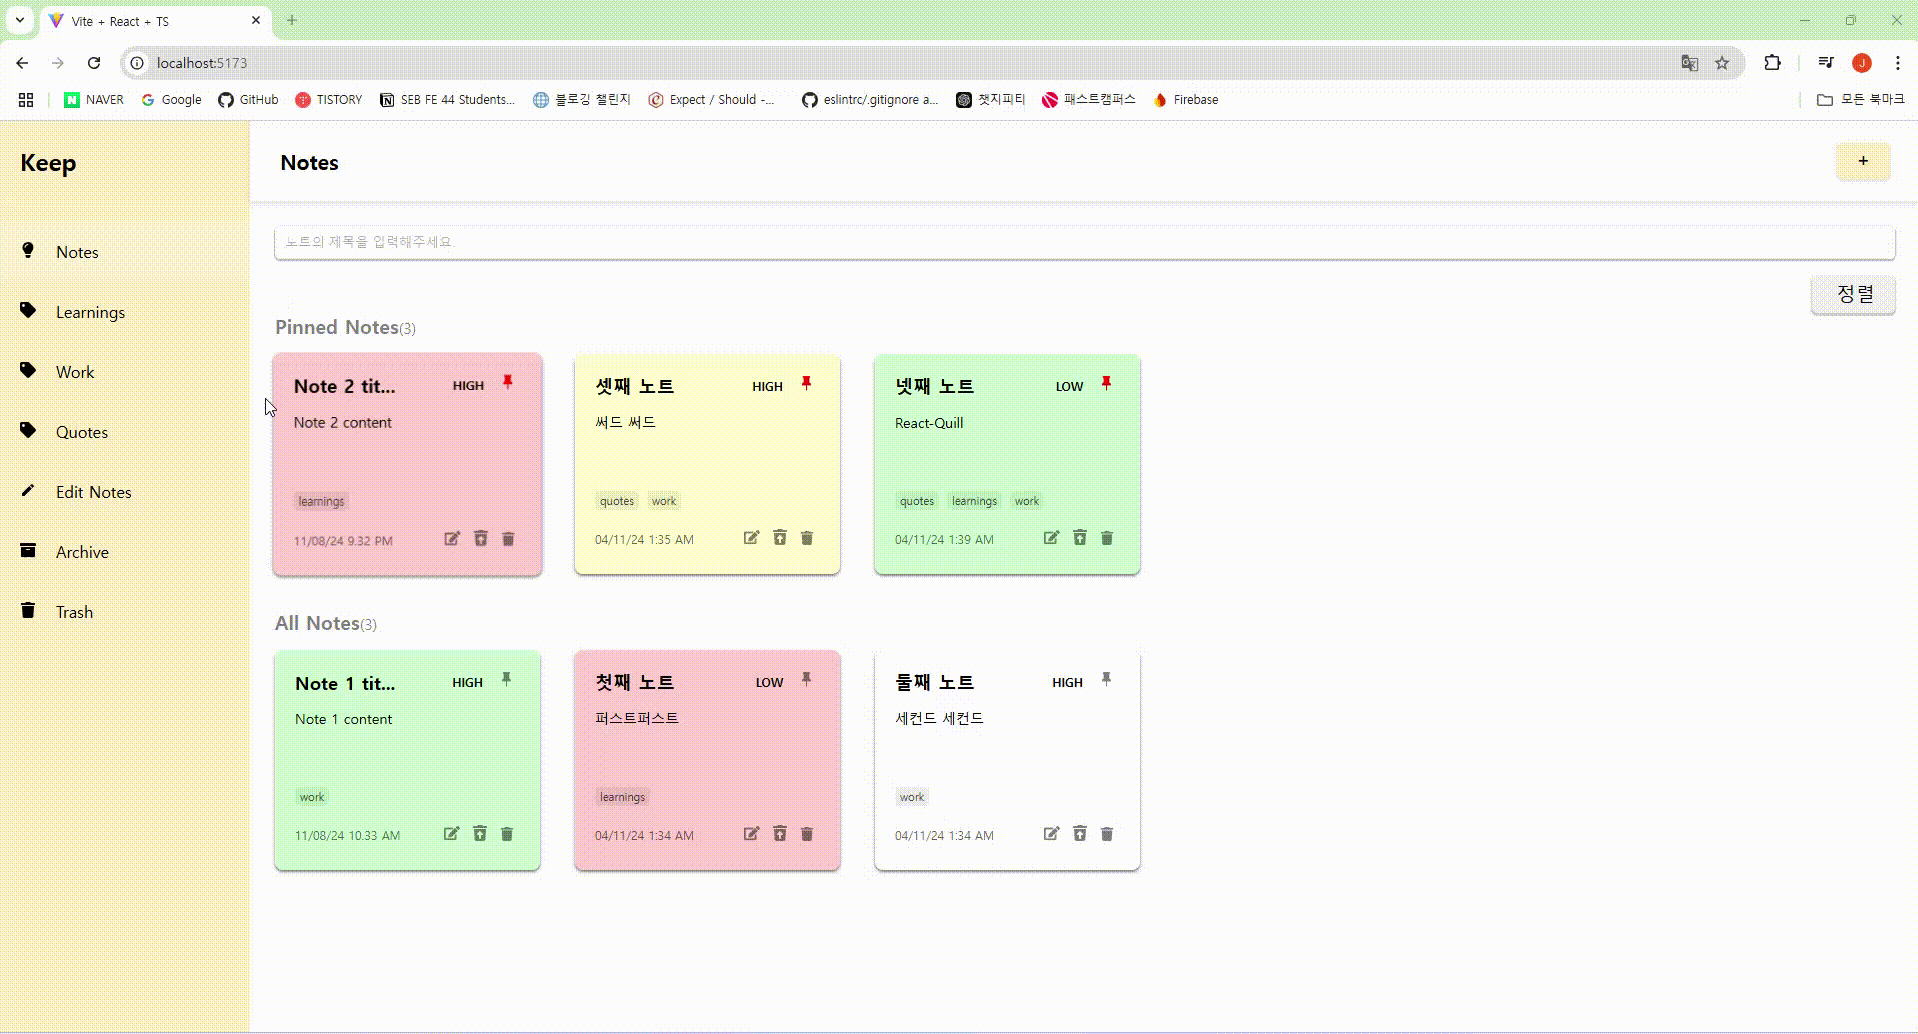 Vite + React + TS
localhost:5173
NAVER Google GitHub TISTORY SEB FE 44 Students... 블로깅 챌린지 Expect / Should -... eslintrc/.gitignore a... 챗지피티 패스트캠퍼스 Firebase 모든 북마크
Keep
Notes
Learnings
Work
Quotes
Edit Notes
Archive
Trash
Notes
+
노트의 제목을 입력해주세요.
정렬
Pinned Notes(3)
Note 2 tit... HIGH
Note 2 content
learnings
11/08/24 9.32 PM
셋째 노트 HIGH
써드 써드
quotes work
04/11/24 1:35 AM
넷째 노트 LOW
React-Quill
quotes learnings work
04/11/24 1:39 AM
All Notes(3)
Note 1 tit... HIGH
Note 1 content
work
11/08/24 10.33 AM
첫째 노트 LOW
퍼스트퍼스트
learnings
04/11/24 1:34 AM
둘째 노트 HIGH
세컨드 세컨드
work
04/11/24 1:34 AM